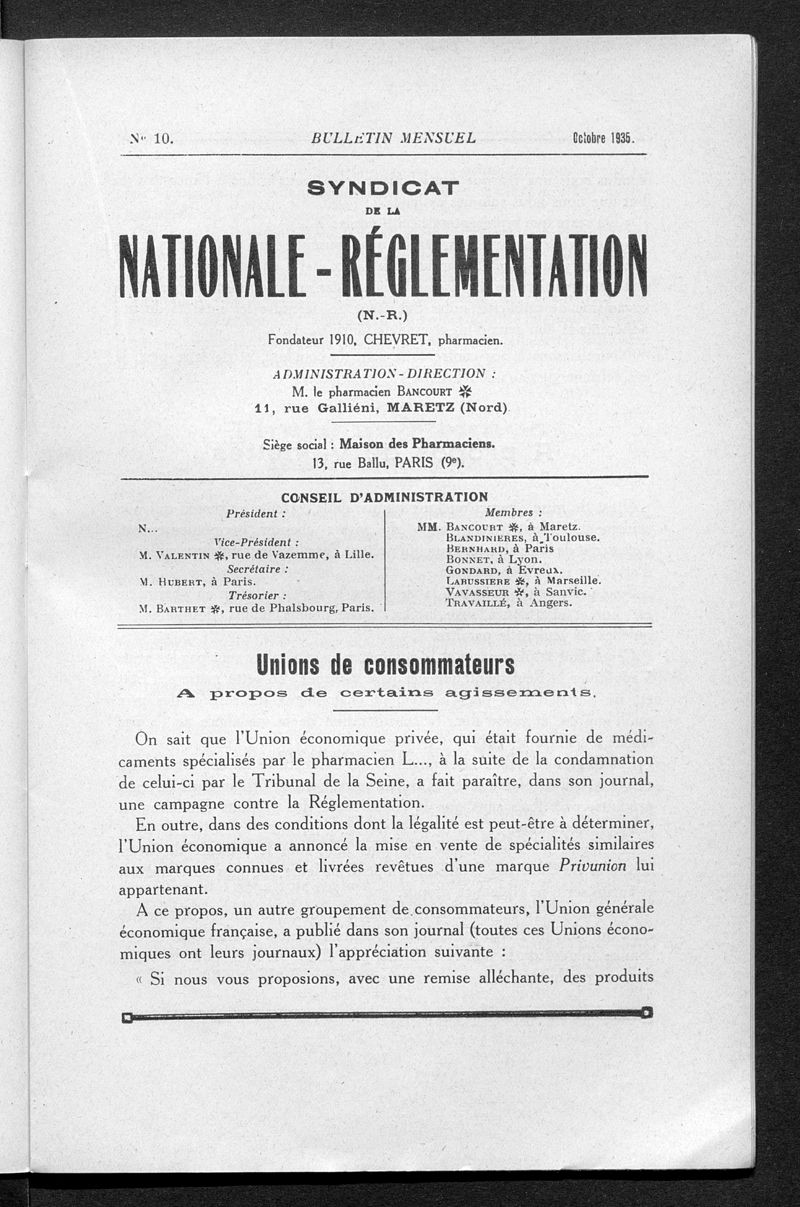 No 10. BULLETIN MENSUEL Octobre 1935.
SYNDICAT
DE LA
NATIONALE-RÉGLEMENTATION
(N.-R.)
Fondateur 1910, CHEVRET, pharmacien.
ADMINISTRATION-DIRECTION :
M. le pharmacien BANCOURT ✻
11, rue Galliéni, MARETZ (Nord)
Siège social : Maison des Pharmaciens.
13, rue Ballu, PARIS (9e).
CONSEIL D'ADMINISTRATION
Président :
N...
Vice-Président :
M. VALENTIN ✻, rue de Vazemme, à Lille.
Secrétaire :
M. HUBERT, à Paris.
Trésorier :
M. BARTHET ✻, rue de Phalsbourg, Paris.
Membres :
MM. BANCOURT ✻, à Maretz.
BLANDINIERES, à Toulouse.
BERNHARD, à Paris
BONNET, à Lyon.
GONDARD, à Evreux.
LABUSSIERE ✻, à Marseille.
VAVASSEUR ✻, à Sanvic.
TRAVAILLÉ, à Angers.
Unions de consommateurs
A propos de certains agissements.
On sait que l'Union économique privée, qui était fournie de médi-
caments spécialisés par le pharmacien L..., à la suite de la condamnation
de celui-ci par le Tribunal de la Seine, a fait paraître, dans son journal,
une campagne contre la Réglementation.
En outre, dans des conditions dont la légalité est peut-être à déterminer,
l'Union économique a annoncé la mise en vente de spécialités similaires
aux marques connues et livrées revêtues d'une marque Privunion lui
appartenant.
A ce propos, un autre groupement de consommateurs, l'Union générale
économique française, a publié dans son journal (toutes ces Unions écono-
miques ont leurs journaux) l'appréciation suivante :
« Si nous vous proposions, avec une remise alléchante, des produits